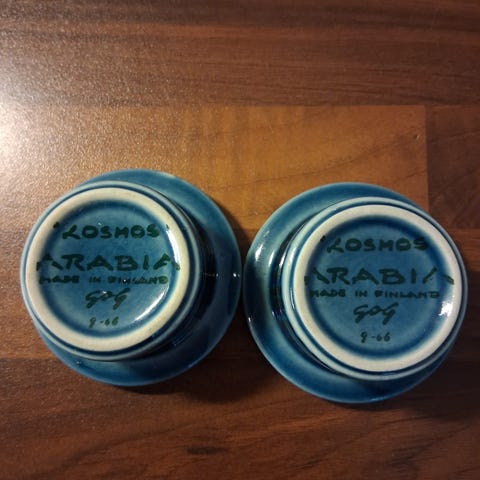 KOSMOS
ARABIA
MADE IN FINLAND
GOG
9-66
KOSMOS
ARABIA
MADE IN FINLAND
GOG
9-66